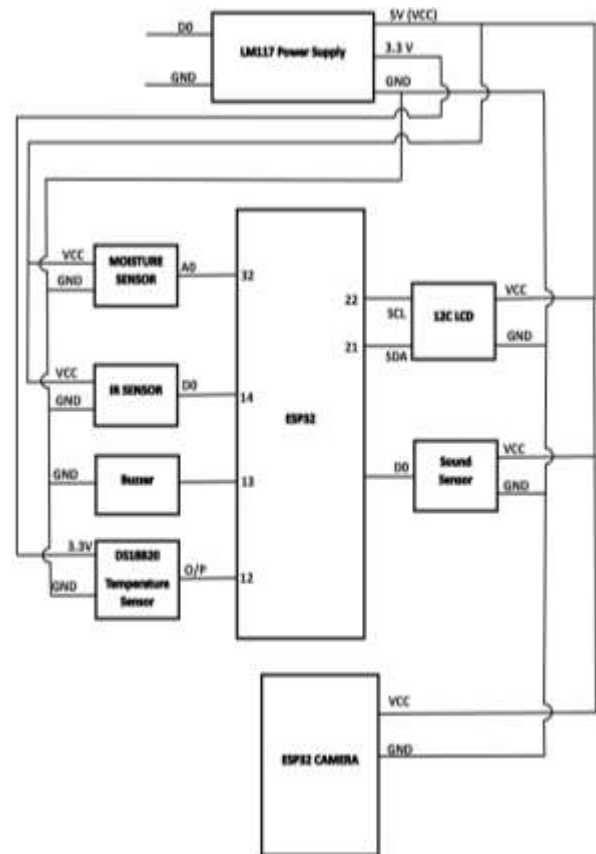 5V (VCC)
D0
LM117 Power Supply
3.3 V
GND
GND
VCC
MOISTURE
SENSOR
A0
GND
32
22
SCL
12C LCD
VCC
21
SDA
GND
VCC
IR SENSOR
D0
GND
14
ESP32
VCC
Sound
Sensor
D0
GND
GND
Buzzer
13
3.3V
DS18B20
Temperature
Sensor
O/P
GND
12
VCC
GND
ESP32 CAMERA